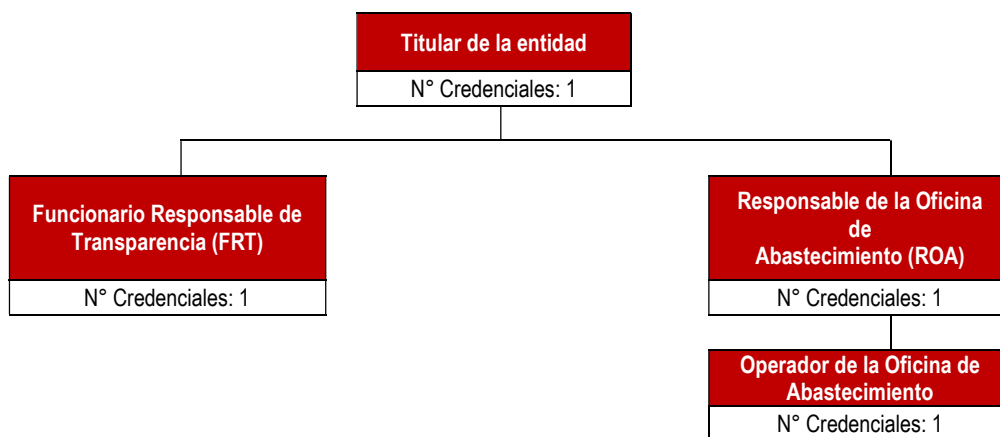 Titular de la entidad
N° Credenciales: 1
Funcionario Responsable de
Transparencia (FRT)
N° Credenciales: 1
Responsable de la Oficina
de
Abastecimiento (ROA)
N° Credenciales: 1
Operador de la Oficina de
Abastecimiento
N° Credenciales: 1